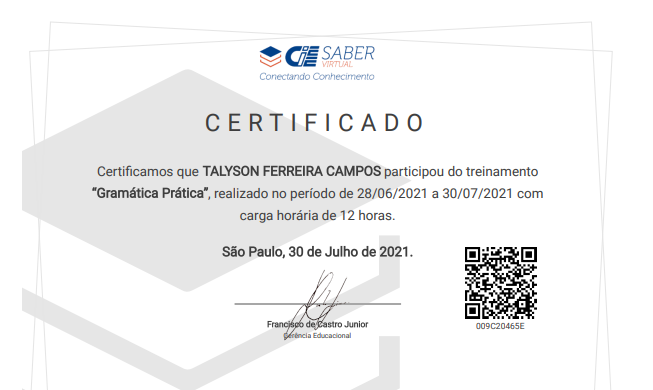 CIEE SABER
VIRTUAL
Conectando Conhecimento
CERTIFICADO
Certificamos que TALYSON FERREIRA CAMPOS participou do treinamento
“Gramática Prática”, realizado no período de 28/06/2021 a 30/07/2021 com
carga horária de 12 horas.
São Paulo, 30 de Julho de 2021.
Francisco de Castro Junior
Gerência Educacional
009C20465E